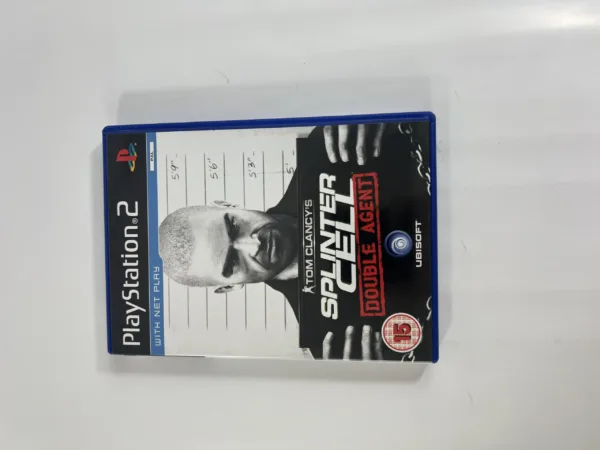 PlayStation®2
PAL
WITH NET PLAY
5'9"
5'6"
5'3"
5'
TOM CLANCY'S
SPLINTER
CELL
DOUBLE AGENT
15
UBISOFT